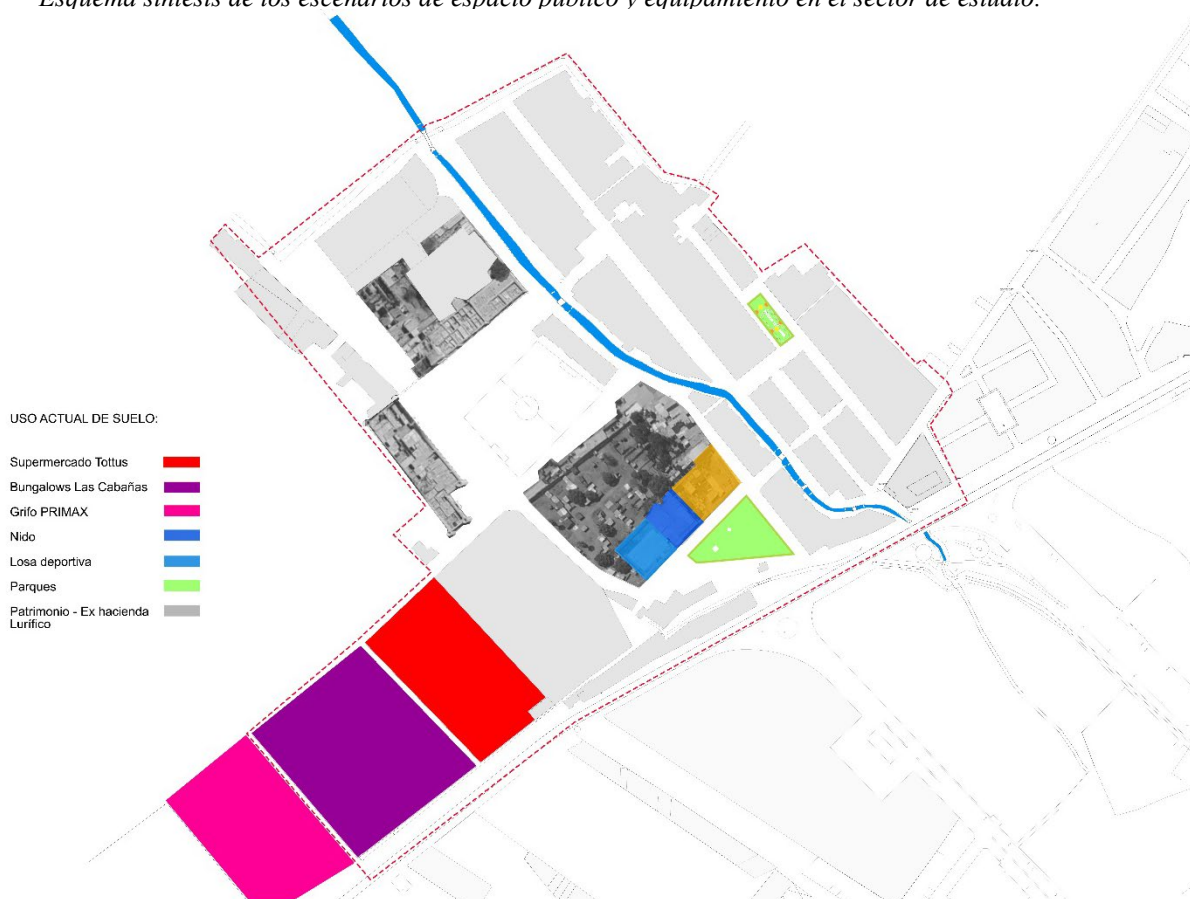 Esquema síntesis de los escenarios de espacio público y equipamiento en el sector de estudio.
USO ACTUAL DE SUELO:
Supermercado Tottus
Bungalows Las Cabañas
Grifo PRIMAX
Nido
Losa deportiva
Parques
Patrimonio - Ex hacienda
Lurífico